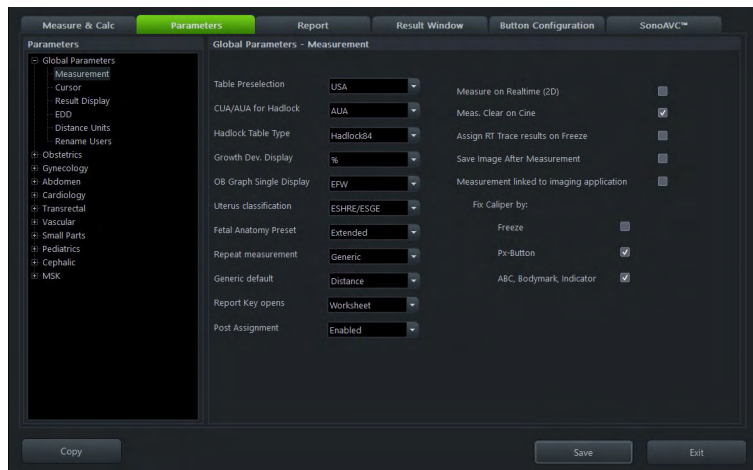 Measure & Calc Parameters Report Result Window Button Configuration SonoAVC™
Parameters
Global Parameters
Measurement
Cursor
Result Display
EDD
Distance Units
Rename Users
Obstetrics
Gynecology
Abdomen
Cardiology
Transrectal
Vascular
Small Parts
Pediatrics
Cephalic
MSK
Global Parameters - Measurement
Table Preselection USA
CUA/AUA for Hadlock AUA
Hadlock Table Type Hadlock84
Growth Dev. Display %
OB Graph Single Display EFW
Uterus classification ESHRE/ESGE
Fetal Anatomy Preset Extended
Repeat measurement Generic
Generic default Distance
Report Key opens Worksheet
Post Assignment Enabled
Measure on Realtime (2D)
Meas. Clear on Cine
Assign RT Trace results on Freeze
Save Image After Measurement
Measurement linked to imaging application
Fix Caliper by:
Freeze
Px-Button
ABC, Bodymark, Indicator
Copy Save Exit